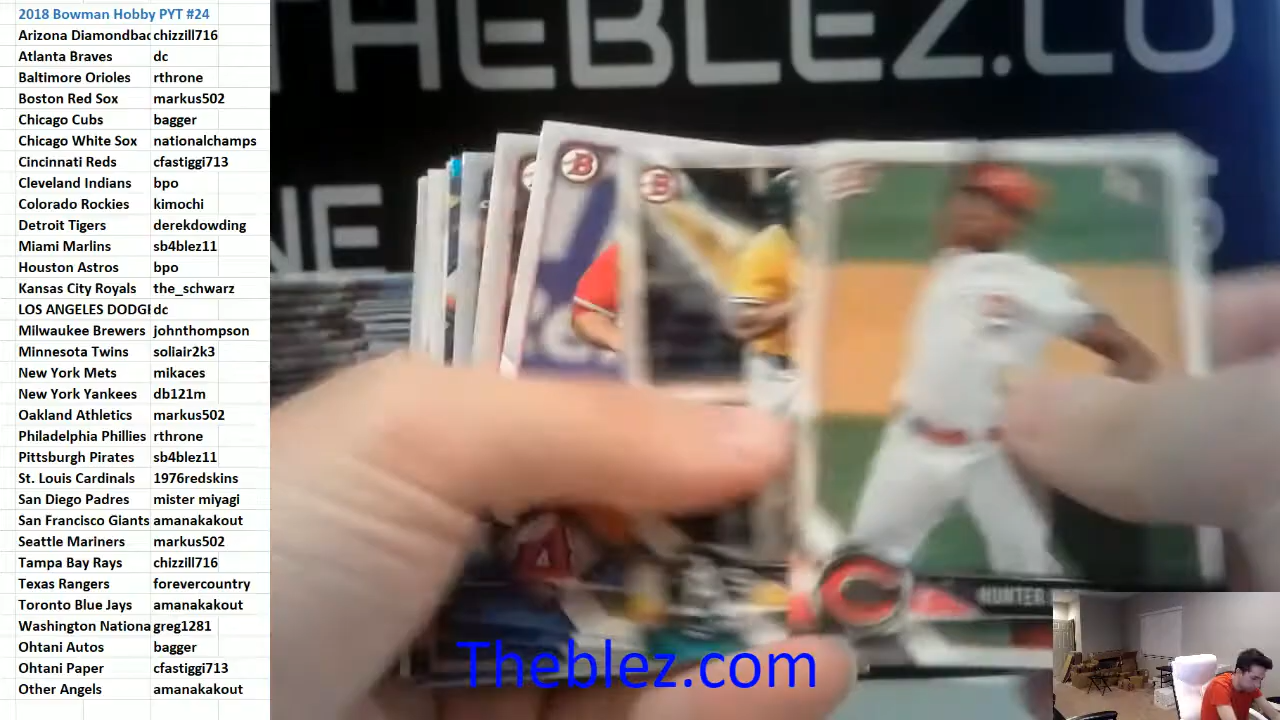 2018 Bowman Hobby PYT #24
Arizona Diamondbac chizzill716
Atlanta Braves dc
Baltimore Orioles rthrone
Boston Red Sox markus502
Chicago Cubs bagger
Chicago White Sox nationalchamps
Cincinnati Reds cfastiggi713
Cleveland Indians bpo
Colorado Rockies kimochi
Detroit Tigers derekdowding
Miami Marlins sb4blez11
Houston Astros bpo
Kansas City Royals the_schwarz
LOS ANGELES DODGI dc
Milwaukee Brewers johnthompson
Minnesota Twins soliair2k3
New York Mets mikaces
New York Yankees db121m
Oakland Athletics markus502
Philadelphia Phillies rthrone
Pittsburgh Pirates sb4blez11
St. Louis Cardinals 1976redskins
San Diego Padres mister miyagi
San Francisco Giants amanakakout
Seattle Mariners markus502
Tampa Bay Rays chizzill716
Texas Rangers forevercountry
Toronto Blue Jays amanakakout
Washington Nationa greg1281
Ohtani Autos bagger
Ohtani Paper cfastiggi713
Other Angels amanakakout
THEBLEZ.CO
NE
B
B
C
HUNTER
Theblez.com